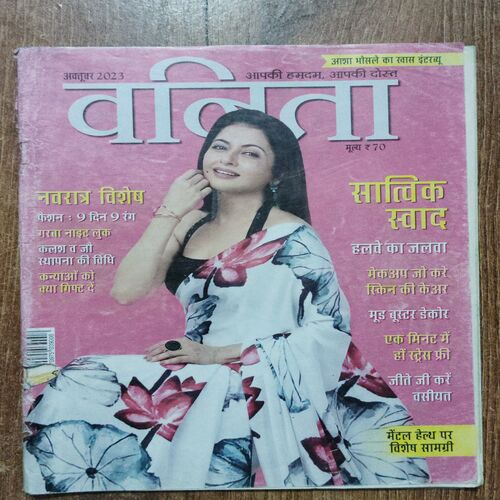 आशा भोसले का खास इंटरव्यू
अक्तूबर 2023
आपकी हमदम, आपकी दोस्त
वनिता
मूल्य ₹ 70
नवरात्र विशेष
फैशन : 9 दिन 9 रंग
गरबा नाइट लुक
कलश व जौ
स्थापना की विधि
कन्याओं को
क्या गिफ्ट दें
सात्विक
स्वाद
हलवे का जलवा
मेकअप जो करे
स्किन की केअर
मूड बूस्टर डेकोर
एक मिनट में
हों स्ट्रेस फ्री
जीते जी करें
वसीयत
मेंटल हेल्थ पर
विशेष सामग्री